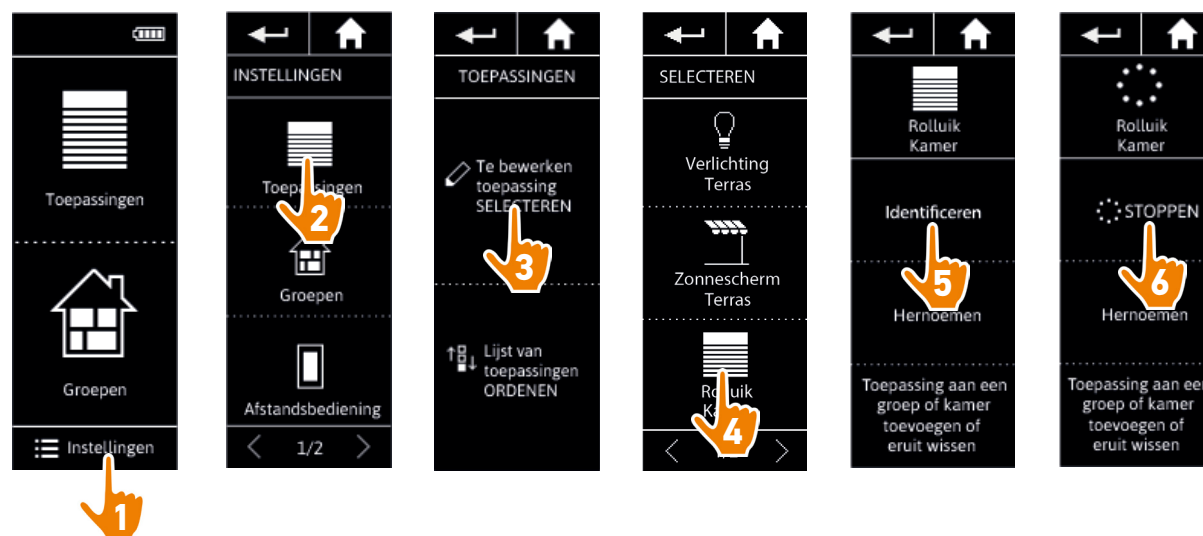 Toepassingen
Groepen
Instellingen
1
INSTELLINGEN
Toepassingen
2
Groepen
Afstandsbediening
< 1/2 >
TOEPASSINGEN
Te bewerken
toepassing
SELECTEREN
3
Lijst van
toepassingen
ORDENEN
SELECTEREN
Verlichting
Terras
Zonnescherm
Terras
Rolluik
4
< >
Rolluik
Kamer
Identificeren
5
Hernoemen
Toepassing aan een
groep of kamer
toevoegen of
eruit wissen
Rolluik
Kamer
STOPPEN
6
Hernoemen
Toepassing aan een
groep of kamer
toevoegen of
eruit wissen